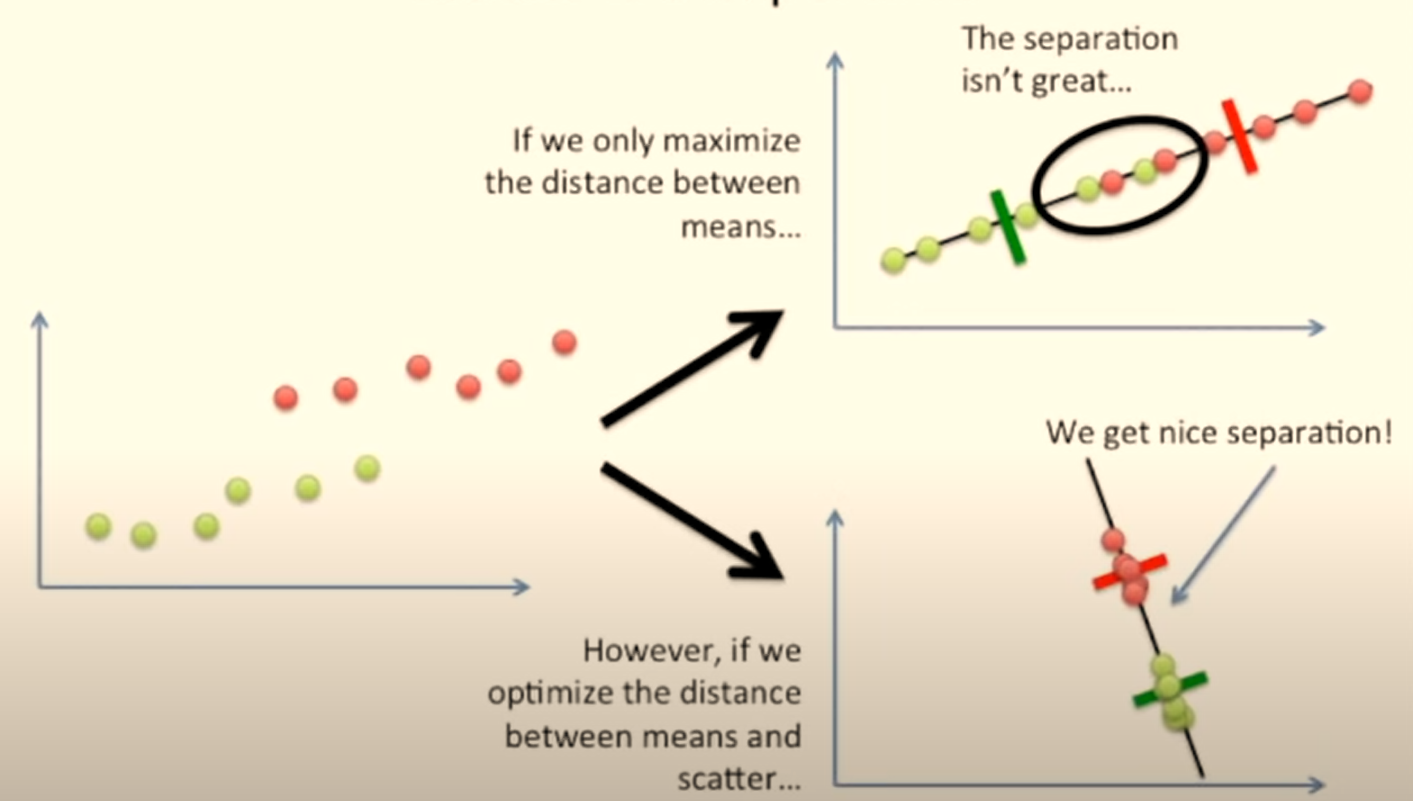 The separation
isn't great...
If we only maximize
the distance between
means...
We get nice separation!
However, if we
optimize the distance
between means and
scatter...